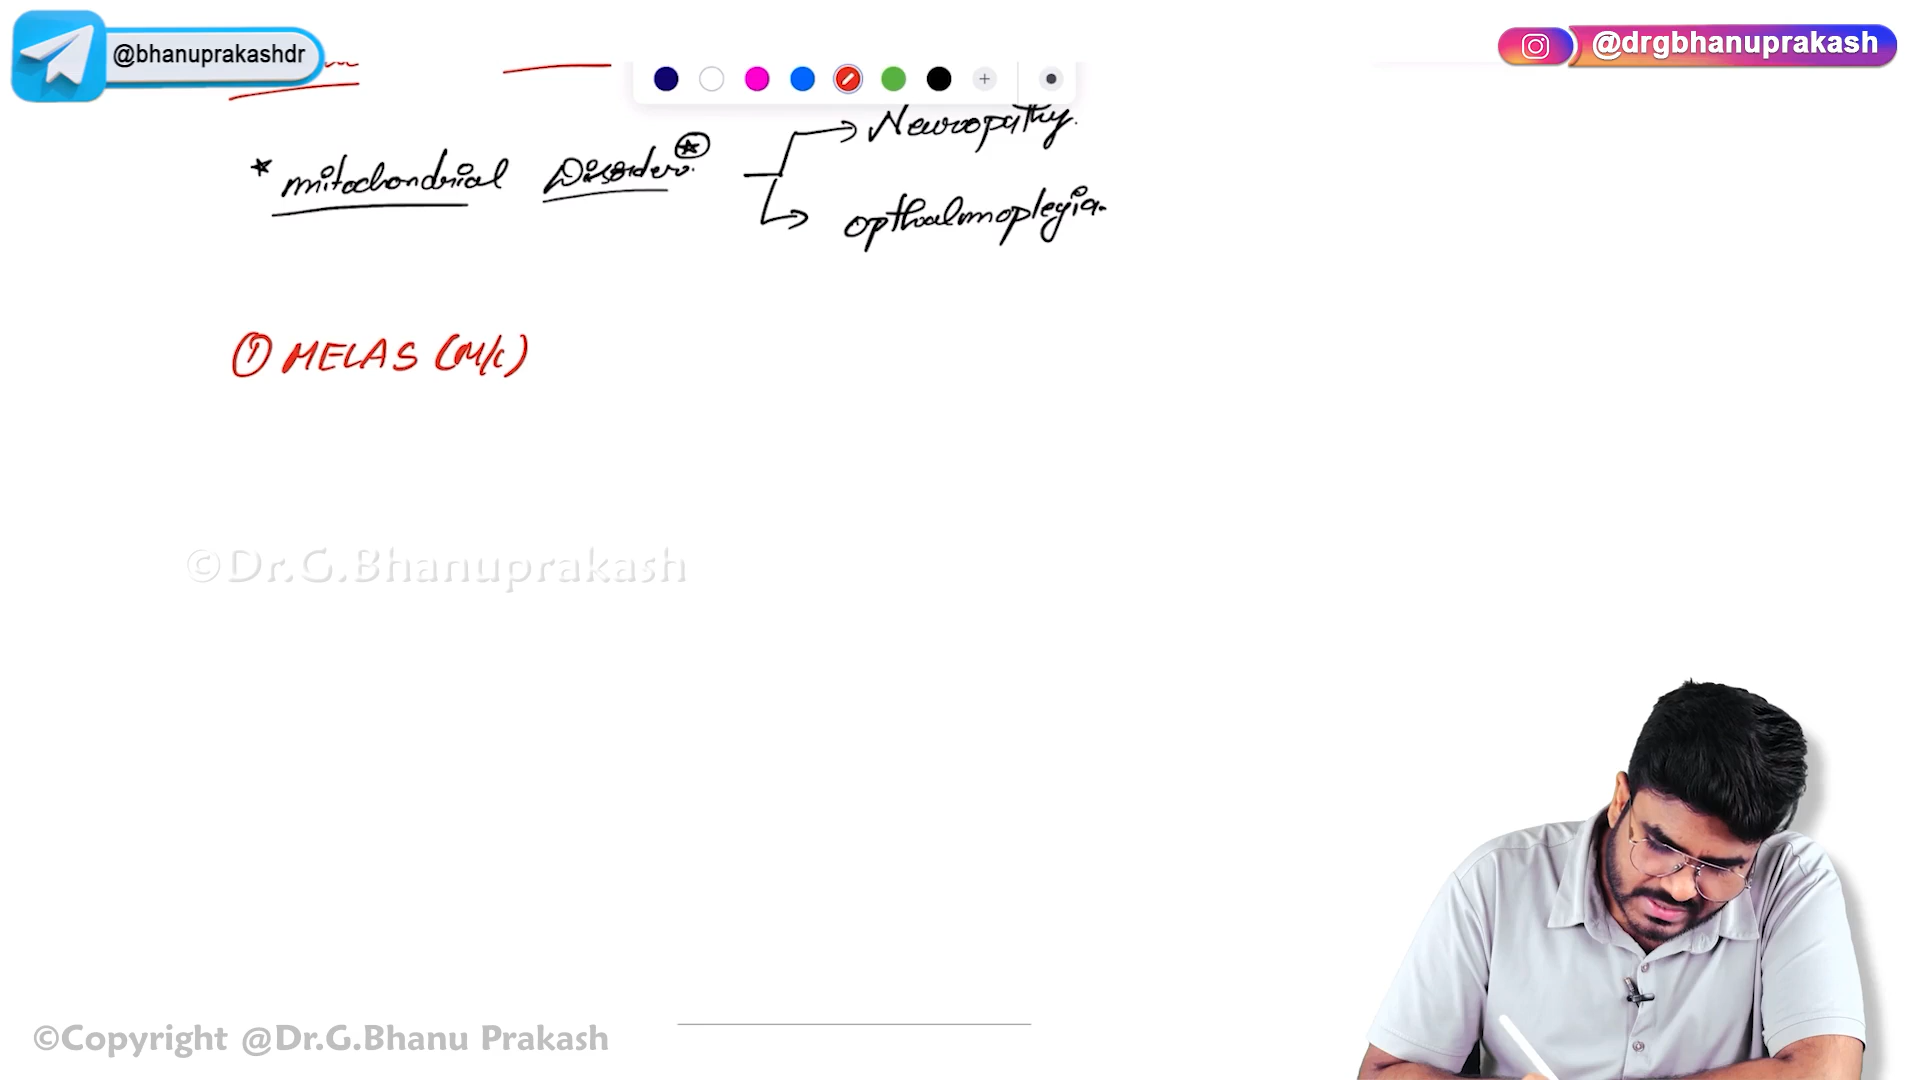 @bhanuprakashdr
@drgbhanuprakash
Neuropathy.
* mitochondrial Disorders.
opthalmoplegia.
① MELAS (M/C)
©Dr.G.Bhanuprakash
©Copyright @Dr.G.Bhanu Prakash